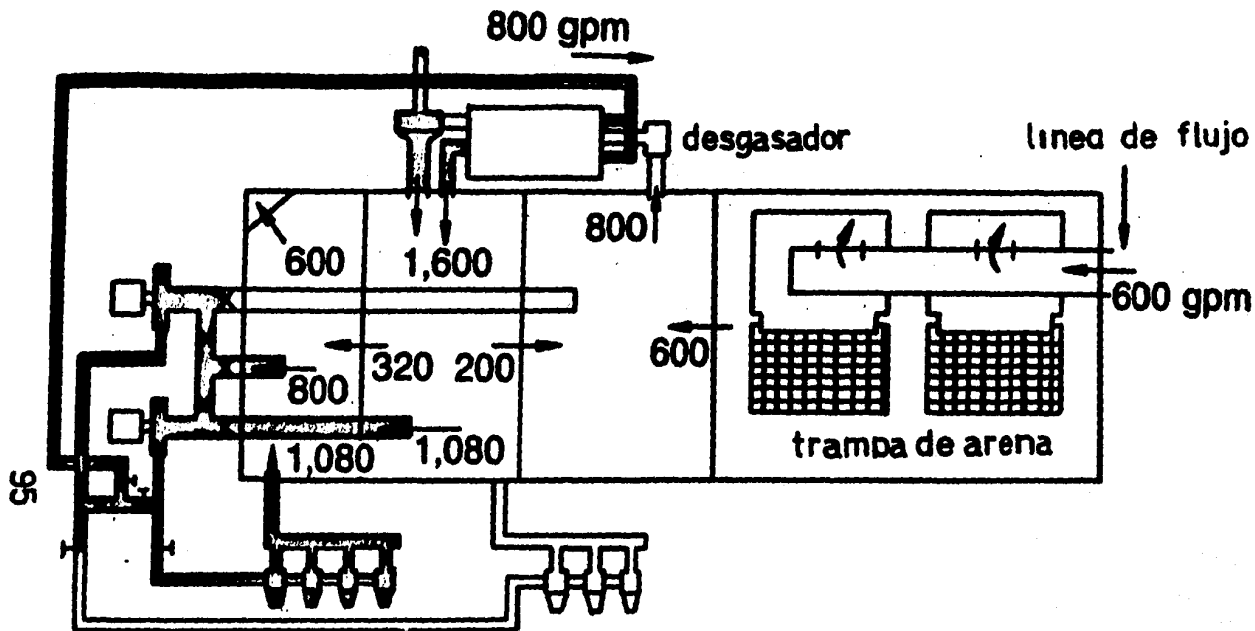 800 gpm
desgasador
linea de flujo
800
600
1,600
600 gpm
600
320
200
800
1,080
1,080
trampa de arena
95